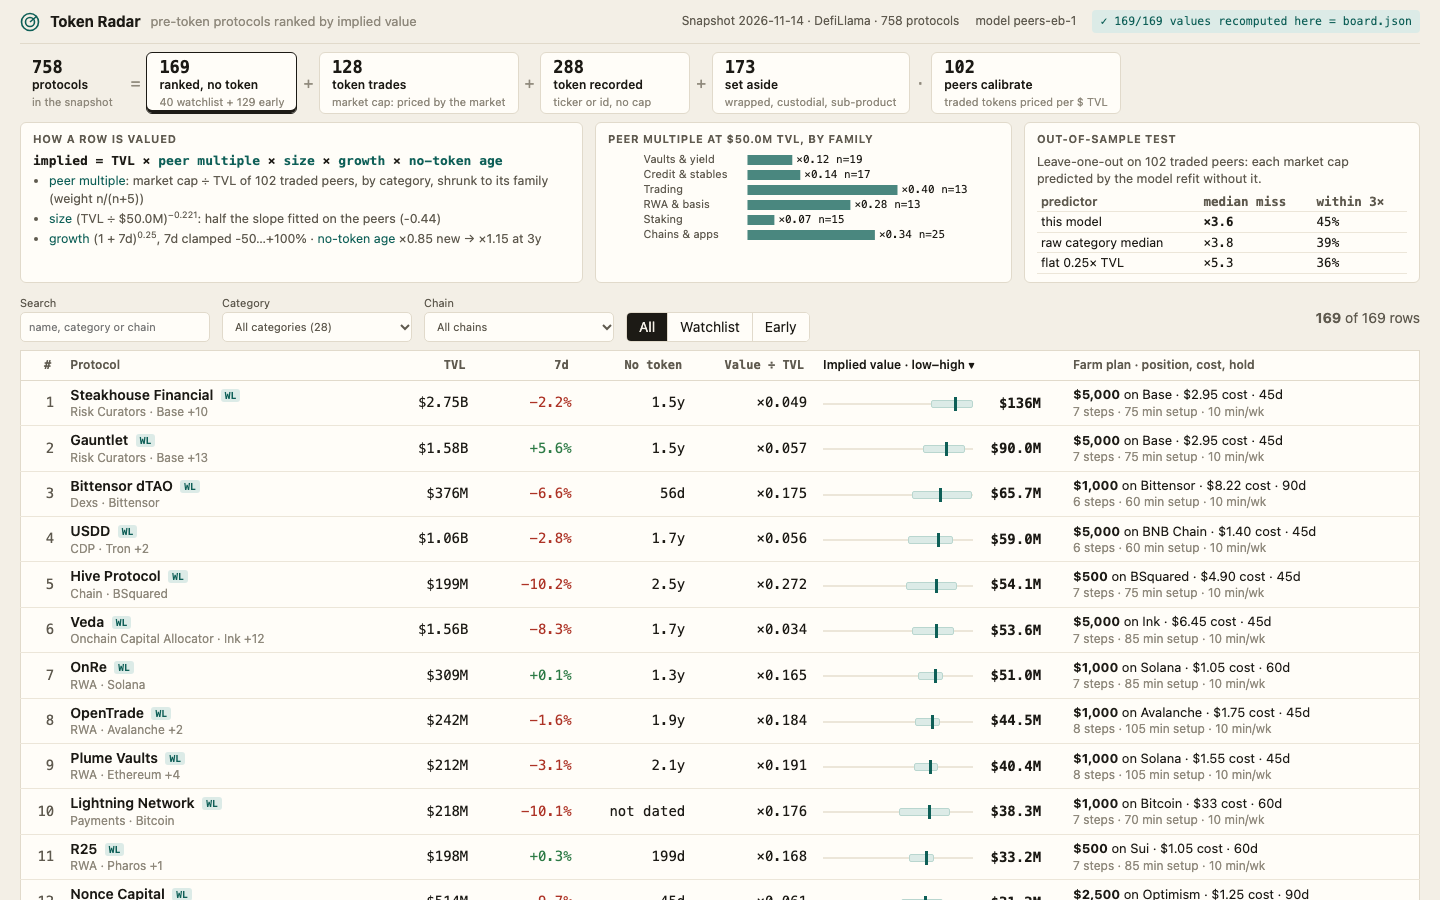 Token Radar pre-token protocols ranked by implied value
Snapshot 2026-11-14 · DefiLlama · 758 protocols model peers-eb-1 ✓ 169/169 values recomputed here = board.json
758 = 169 + 128 + 288 + 173 · 102
protocols ranked, no token token trades token recorded set aside peers calibrate
in the snapshot 40 watchlist + 129 early market cap: priced by the market ticker or id, no cap wrapped, custodial, sub-product traded tokens priced per $ TVL
HOW A ROW IS VALUED
implied = TVL × peer multiple × size × growth × no-token age
• peer multiple: market cap ÷ TVL of 102 traded peers, by category, shrunk to its family
(weight n/(n+5))
• size (TVL ÷ $50.0M)−0.221: half the slope fitted on the peers (-0.44)
• growth (1 + 7d)0.25, 7d clamped -50…+100% · no-token age ×0.85 new → ×1.15 at 3y
PEER MULTIPLE AT $50.0M TVL, BY FAMILY
Vaults & yield ×0.12 n=19
Credit & stables ×0.14 n=17
Trading ×0.40 n=13
RWA & basis ×0.28 n=13
Staking ×0.07 n=15
Chains & apps ×0.34 n=25
OUT-OF-SAMPLE TEST
Leave-one-out on 102 traded peers: each market cap
predicted by the model refit without it.
predictor median miss within 3×
this model ×3.6 45%
raw category median ×3.8 39%
flat 0.25× TVL ×5.3 36%
Search Category Chain
name, category or chain All categories (28) All chains All Watchlist Early 169 of 169 rows
# Protocol TVL 7d No token Value ÷ TVL Implied value · low–high ▾ Farm plan · position, cost, hold
1 Steakhouse Financial WL $2.75B −2.2% 1.5y ×0.049 $136M $5,000 on Base · $2.95 cost · 45d
Risk Curators · Base +10 7 steps · 75 min setup · 10 min/wk
2 Gauntlet WL $1.58B +5.6% 1.5y ×0.057 $90.0M $5,000 on Base · $2.95 cost · 45d
Risk Curators · Base +13 7 steps · 75 min setup · 10 min/wk
3 Bittensor dTAO WL $376M −6.6% 56d ×0.175 $65.7M $1,000 on Bittensor · $8.22 cost · 90d
Dexs · Bittensor 6 steps · 60 min setup · 10 min/wk
4 USDD WL $1.06B −2.8% 1.7y ×0.056 $59.0M $5,000 on BNB Chain · $1.40 cost · 45d
CDP · Tron +2 6 steps · 60 min setup · 10 min/wk
5 Hive Protocol WL $199M −10.2% 2.5y ×0.272 $54.1M $500 on BSquared · $4.90 cost · 45d
Chain · BSquared 7 steps · 75 min setup · 10 min/wk
6 Veda WL $1.56B −8.3% 1.7y ×0.034 $53.6M $5,000 on Ink · $6.45 cost · 45d
Onchain Capital Allocator · Ink +12 7 steps · 85 min setup · 10 min/wk
7 OnRe WL $309M +0.1% 1.3y ×0.165 $51.0M $1,000 on Solana · $1.05 cost · 60d
RWA · Solana 7 steps · 85 min setup · 10 min/wk
8 OpenTrade WL $242M −1.6% 1.9y ×0.184 $44.5M $1,000 on Avalanche · $1.75 cost · 45d
RWA · Avalanche +2 8 steps · 105 min setup · 10 min/wk
9 Plume Vaults WL $212M −3.1% 2.1y ×0.191 $40.4M $1,000 on Solana · $1.55 cost · 45d
RWA · Ethereum +4 8 steps · 105 min setup · 10 min/wk
10 Lightning Network WL $218M −10.1% not dated ×0.176 $38.3M $1,000 on Bitcoin · $33 cost · 60d
Payments · Bitcoin 7 steps · 70 min setup · 10 min/wk
11 R25 WL $198M +0.3% 199d ×0.168 $33.2M $500 on Sui · $1.05 cost · 60d
RWA · Pharos +1 7 steps · 85 min setup · 10 min/wk
Nonce Capital WL $2,500 on Optimism · $1.25 cost · 90d